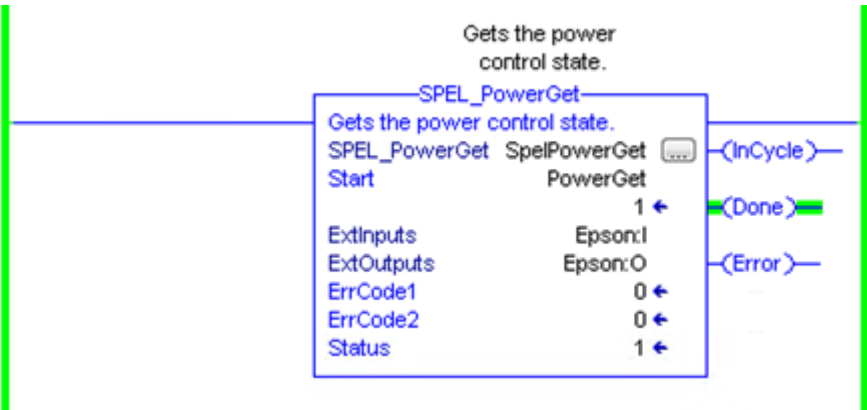 Gets the power
control state.
SPEL_PowerGet
Gets the power control state.
SPEL_PowerGet SpelPowerGet ... (InCycle)
Start PowerGet
1 (Done)
ExtInputs Epson:I
ExtOutputs Epson:O (Error)
ErrCode1 0
ErrCode2 0
Status 1